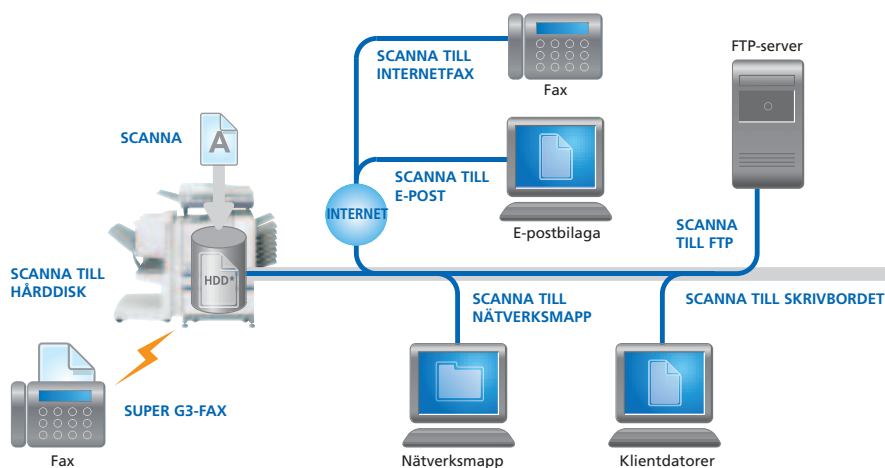 SCANNA TILL
INTERNETFAX
Fax
FTP-server
SCANNA
A
SCANNA TILL
E-POST
INTERNET
E-postbilaga
SCANNA
TILL FTP
SCANNA TILL
HÅRDDISK
HDD*
SCANNA TILL
NÄTVERKSMAPP
SCANNA TILL SKRIVBORDET
SUPER G3-FAX
Fax
Nätverksmapp
Klientdatorer